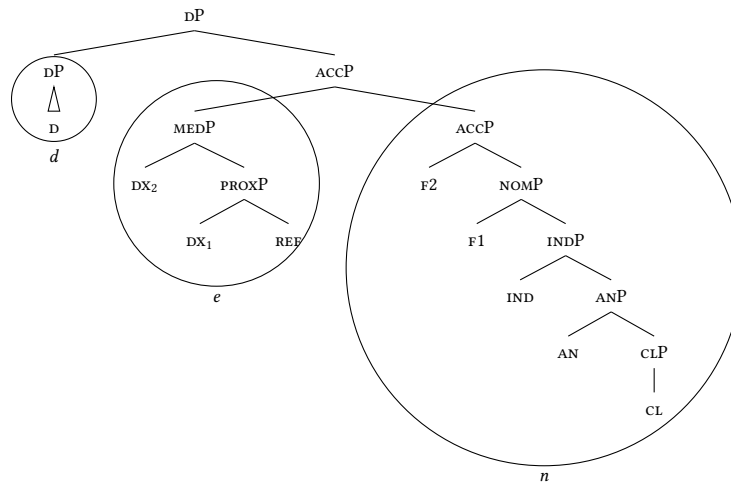 DP
DP ACCP
D MEDP ACCP
d
DX₂ PROXP F2 NOMP
DX₁ REF F1 INDP
e IND ANP
AN CLP
CL
n